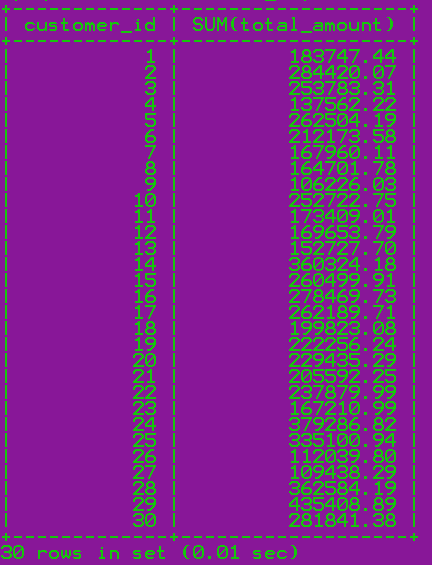 +-------------+-------------------+
| customer_id | SUM(total_amount) |
+-------------+-------------------+
|           1 |         183747.44 |
|           2 |         284420.07 |
|           3 |         253783.31 |
|           4 |         137562.22 |
|           5 |         262504.19 |
|           6 |         212173.58 |
|           7 |         167960.11 |
|           8 |         164701.78 |
|           9 |         106226.03 |
|          10 |         252722.75 |
|          11 |         173409.01 |
|          12 |         169653.79 |
|          13 |         152727.70 |
|          14 |         360324.18 |
|          15 |         260499.91 |
|          16 |         278469.73 |
|          17 |         262189.71 |
|          18 |         199823.08 |
|          19 |         222256.24 |
|          20 |         229435.29 |
|          21 |         205592.25 |
|          22 |         237879.99 |
|          23 |         167210.99 |
|          24 |         379286.82 |
|          25 |         335100.94 |
|          26 |         112039.80 |
|          27 |         109438.29 |
|          28 |         362584.19 |
|          29 |         435408.89 |
|          30 |         281841.38 |
+-------------+-------------------+
30 rows in set (0.01 sec)